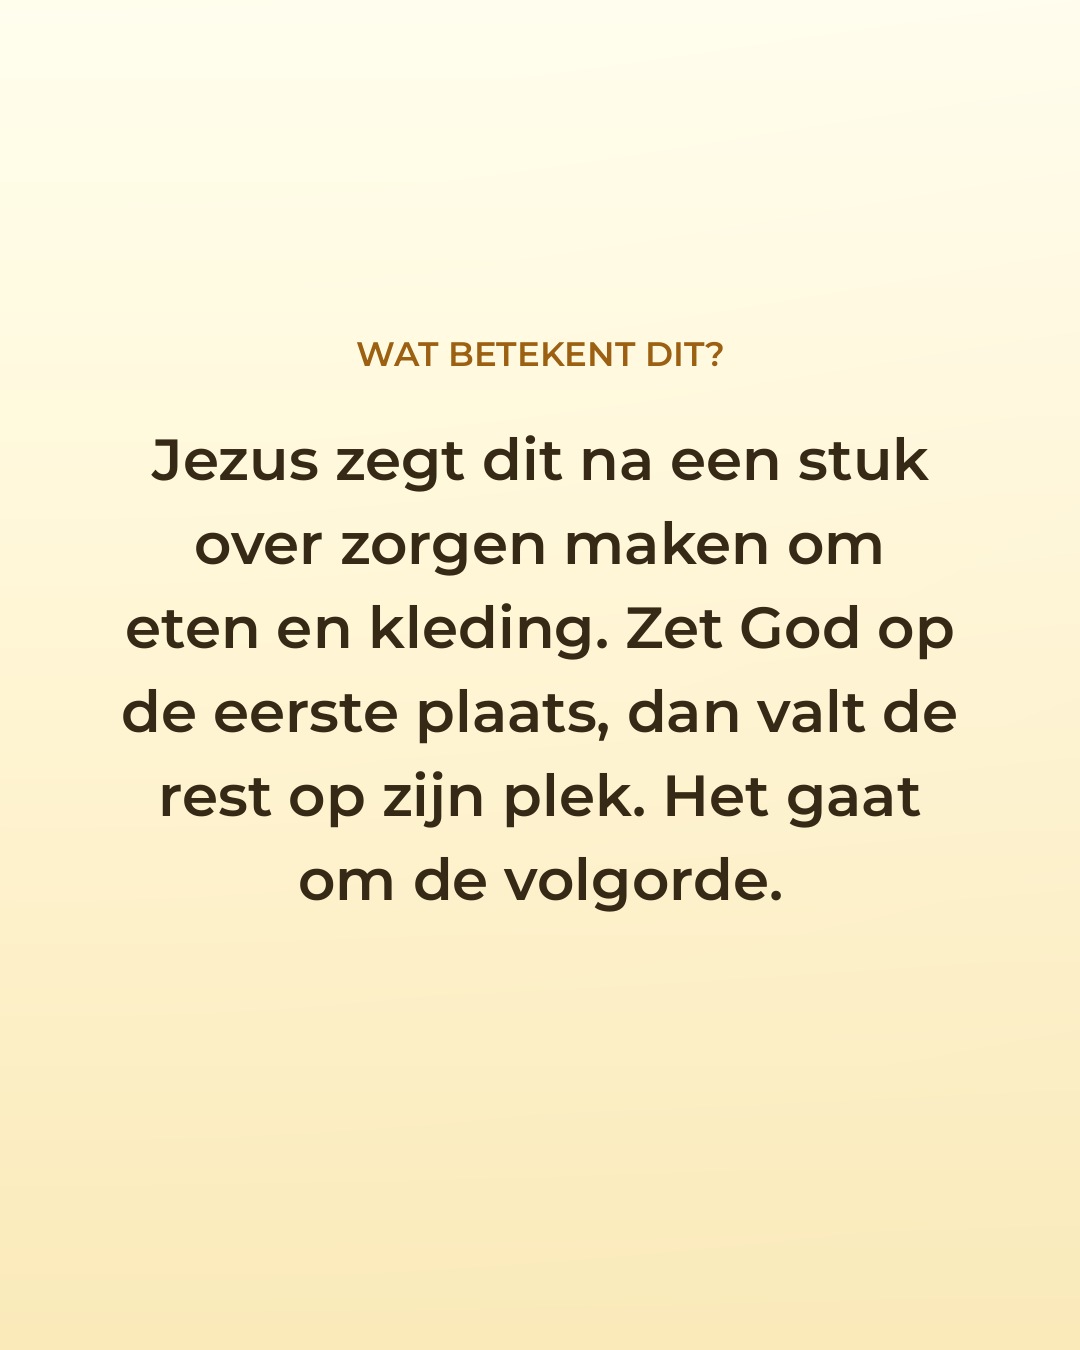 WAT BETEKENT DIT?
Jezus zegt dit na een stuk
over zorgen maken om
eten en kleding. Zet God op
de eerste plaats, dan valt de
rest op zijn plek. Het gaat
om de volgorde.